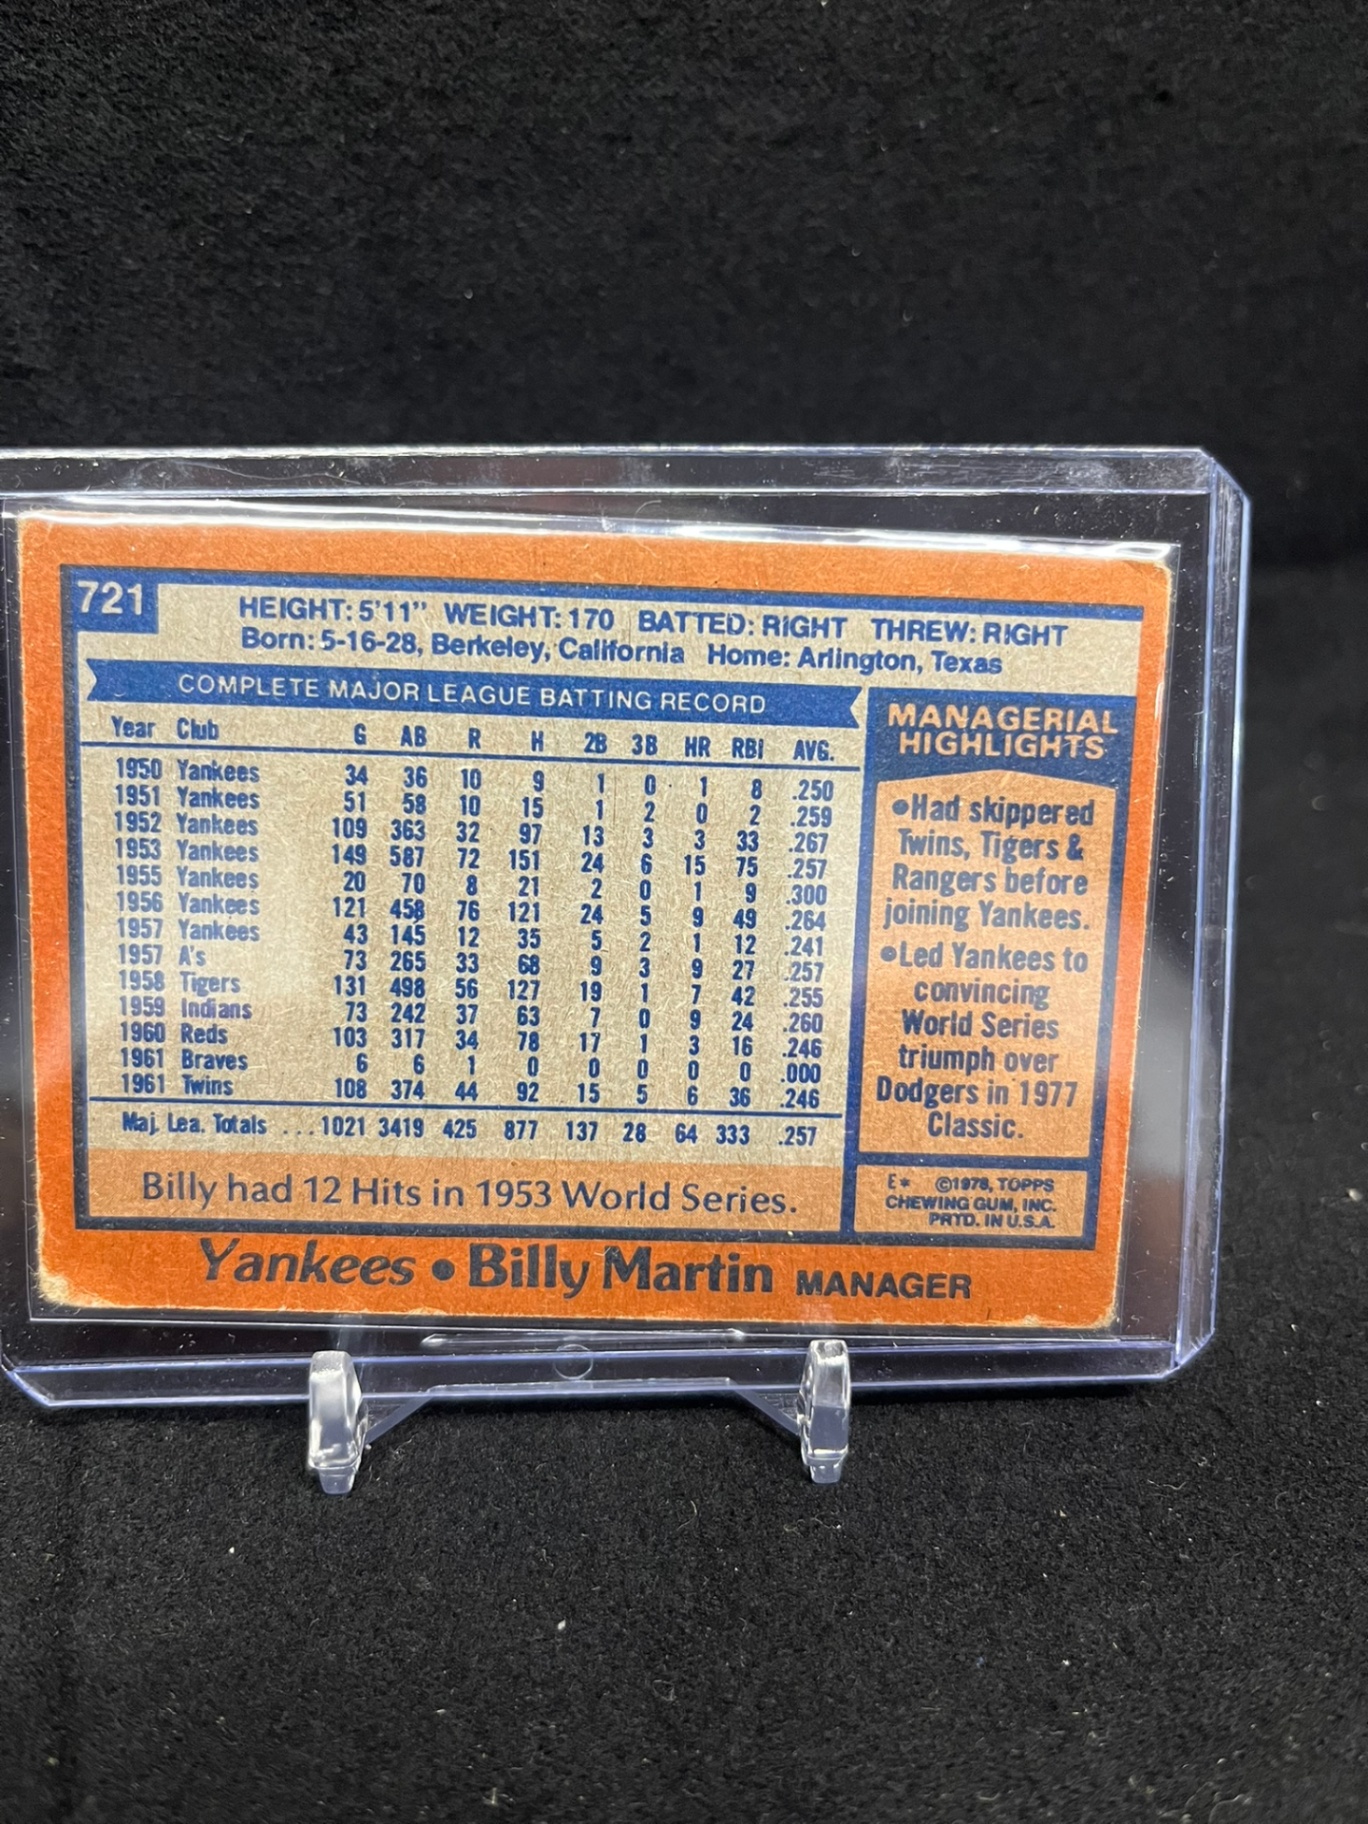 721
HEIGHT: 5'11" WEIGHT: 170 BATTED: RIGHT THREW: RIGHT
Born: 5-16-28, Berkeley, California Home: Arlington, Texas
COMPLETE MAJOR LEAGUE BATTING RECORD
Year Club G AB R H 2B 3B HR RBI AVG.
1950 Yankees 34 36 10 9 1 0 1 8 .250
1951 Yankees 51 58 10 15 1 2 0 2 .259
1952 Yankees 109 363 32 97 13 3 3 33 .267
1953 Yankees 149 587 72 151 24 6 15 75 .257
1955 Yankees 20 70 8 21 2 0 1 9 .300
1956 Yankees 121 458 76 121 24 5 9 49 .264
1957 Yankees 43 145 12 35 5 2 1 12 .241
1957 A's 73 265 33 68 9 3 9 27 .257
1958 Tigers 131 498 56 127 19 1 7 42 .255
1959 Indians 73 242 37 63 7 0 9 24 .260
1960 Reds 103 317 34 78 17 1 3 16 .246
1961 Braves 6 6 1 0 0 0 0 0 .000
1961 Twins 108 374 44 92 15 5 6 36 .246
Maj. Lea. Totals ...1021 3419 425 877 137 28 64 333 .257
Billy had 12 Hits in 1953 World Series.
MANAGERIAL
HIGHLIGHTS
●Had skippered
Twins, Tigers &
Rangers before
joining Yankees.
●Led Yankees to
convincing
World Series
triumph over
Dodgers in 1977
Classic.
E* ©1978, TOPPS
CHEWING GUM, INC.
PRTD. IN U.S.A.
Yankees ● Billy Martin MANAGER